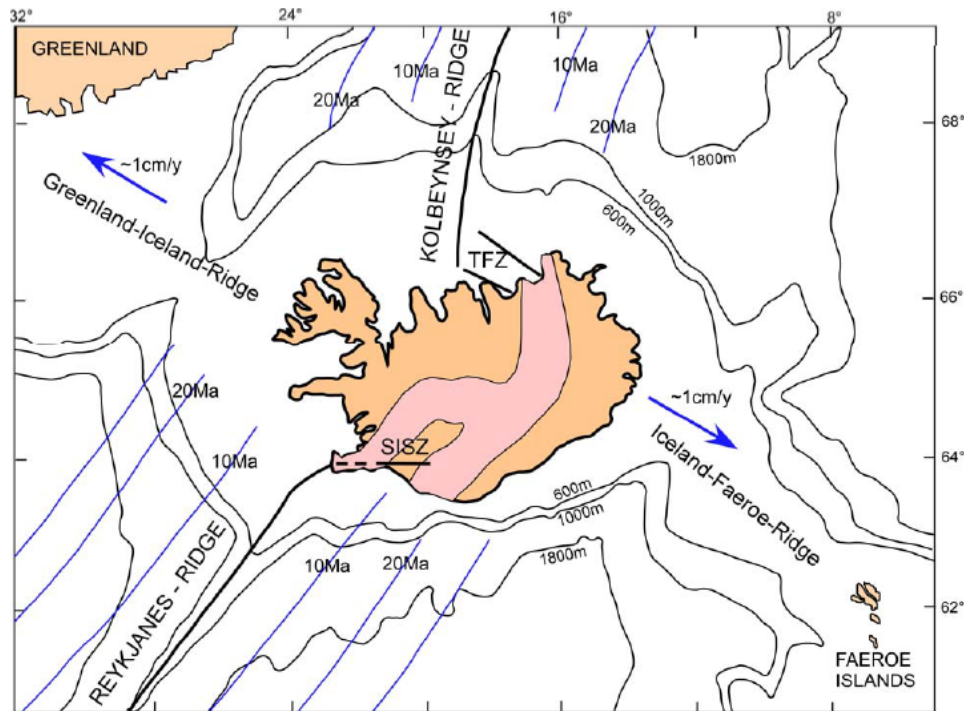 32°
24°
16°
8°
GREENLAND
10Ma
20Ma
KOLBEYNSEY - RIDGE
10Ma
20Ma
1800m
68°
~1cm/y
Greenland-Iceland-Ridge
1000m
600m
TFZ
66°
20Ma
10Ma
SISZ
~1cm/y
Iceland-Faeroe-Ridge
64°
600m
1000m
1800m
REYKJANES - RIDGE
10Ma
20Ma
62°
FAEROE
ISLANDS